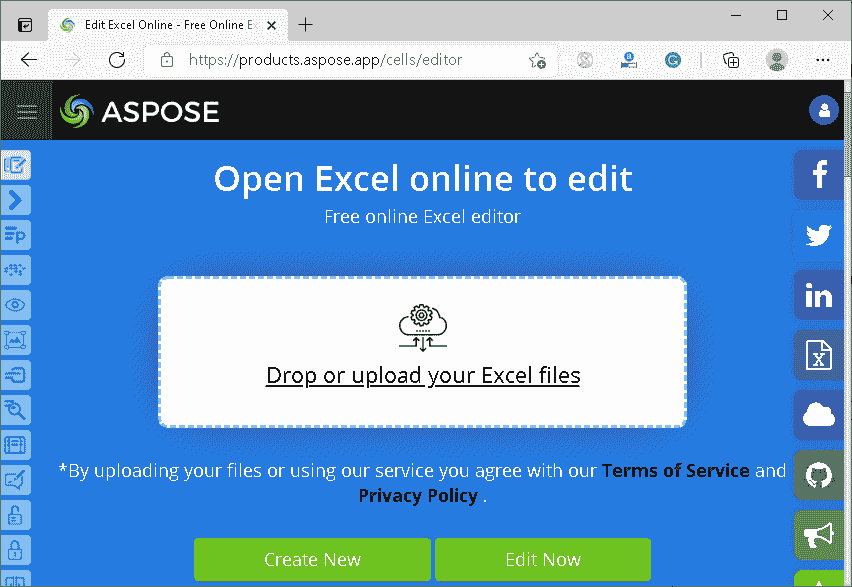 Edit Excel Online - Free Online E
https://products.aspose.app/cells/editor
ASPOSE
Open Excel online to edit
Free online Excel editor
Drop or upload your Excel files
*By uploading your files or using our service you agree with our Terms of Service and
Privacy Policy .
Create New
Edit Now